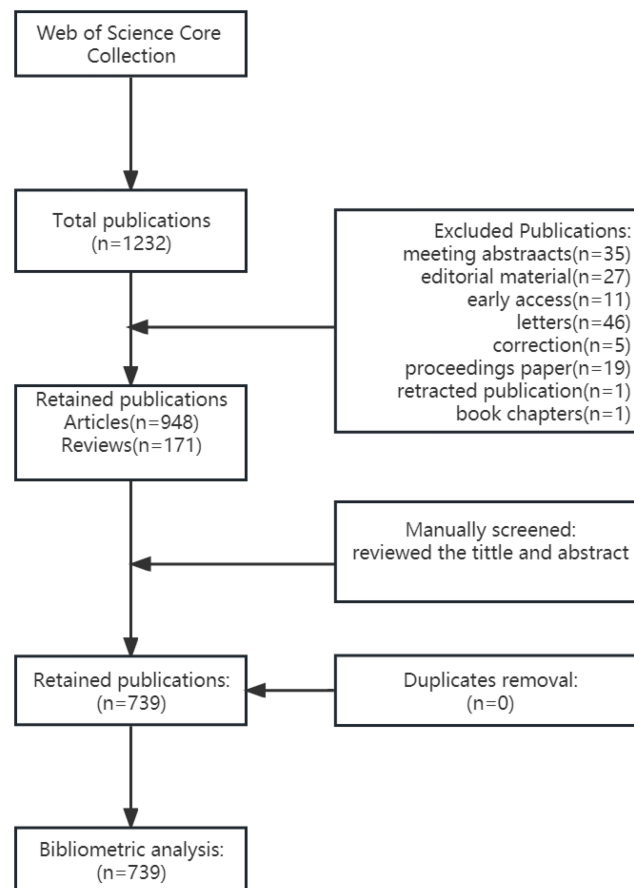 Web of Science Core
Collection
Total publications
(n=1232)
Excluded Publications:
meeting abstraacts(n=35)
editorial material(n=27)
early access(n=11)
letters(n=46)
correction(n=5)
proceedings paper(n=19)
retracted publication(n=1)
book chapters(n=1)
Retained publications
Articles(n=948)
Reviews(n=171)
Manually screened:
reviewed the tittle and abstract
Retained publications:
(n=739)
Duplicates removal:
(n=0)
Bibliometric analysis:
(n=739)